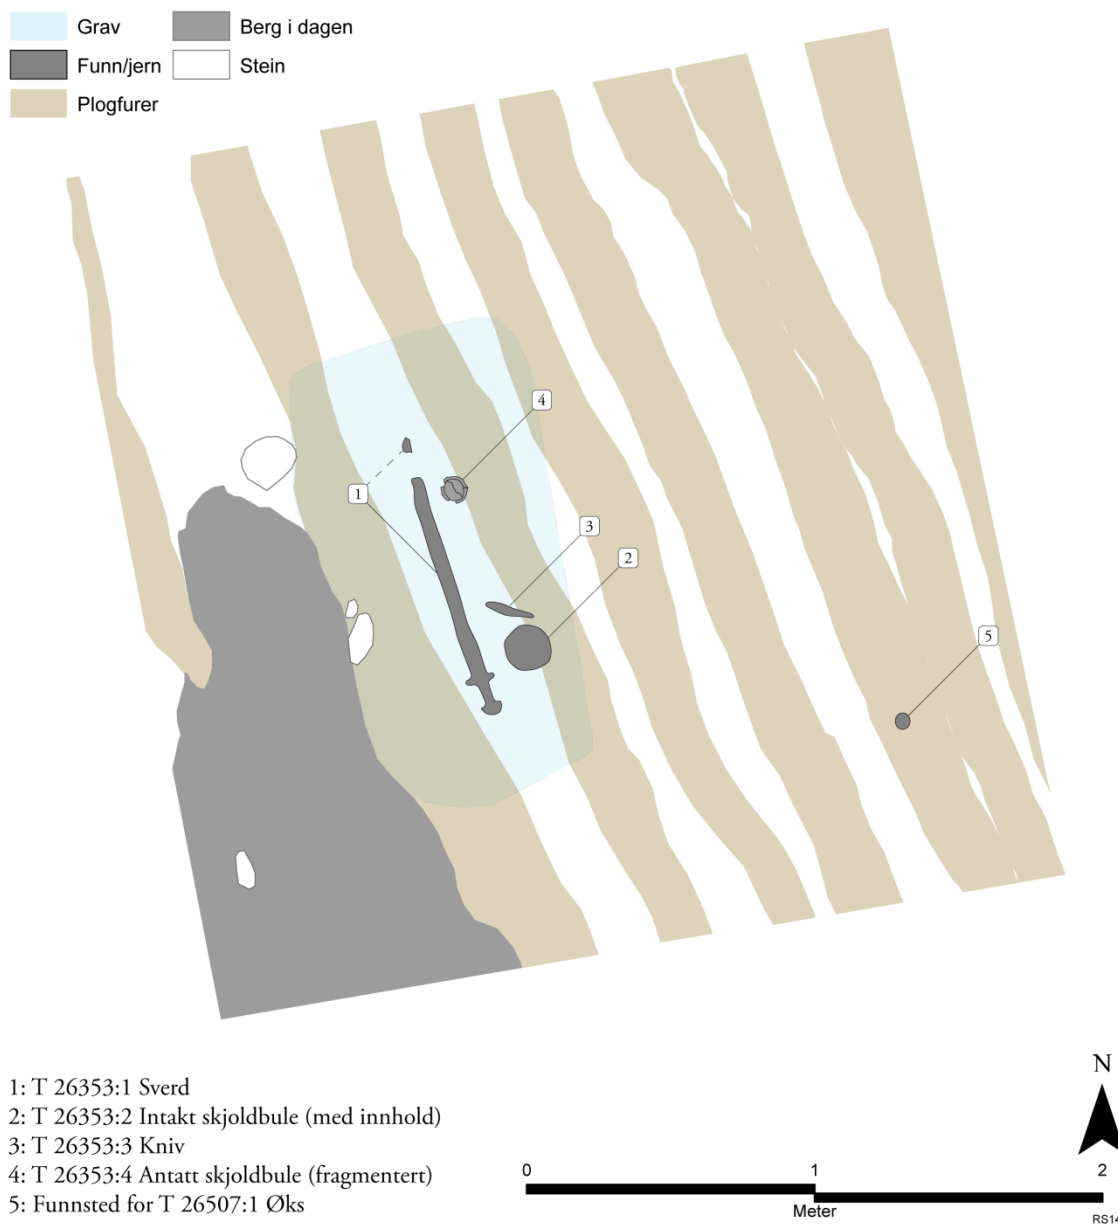 Grav
Berg i dagen
Funn/jern
Stein
Plogfurer
4
1
3
2
5
1: T 26353:1 Sverd
2: T 26353:2 Intakt skjoldbule (med innhold)
3: T 26353:3 Kniv
4: T 26353:4 Antatt skjoldbule (fragmentert)
5: Funnsted for T 26507:1 Øks
N
0 1 2
Meter
RS14